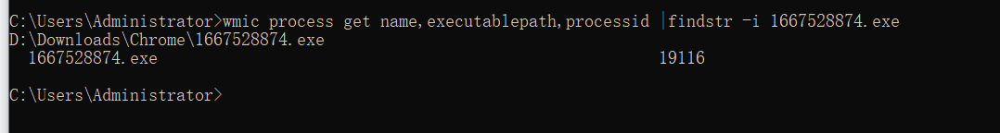 C:\Users\Administrator>wmic process get name,executablepath,processid |findstr -i 1667528874.exe
D:\Downloads\Chrome\1667528874.exe
1667528874.exe 19116
C:\Users\Administrator>